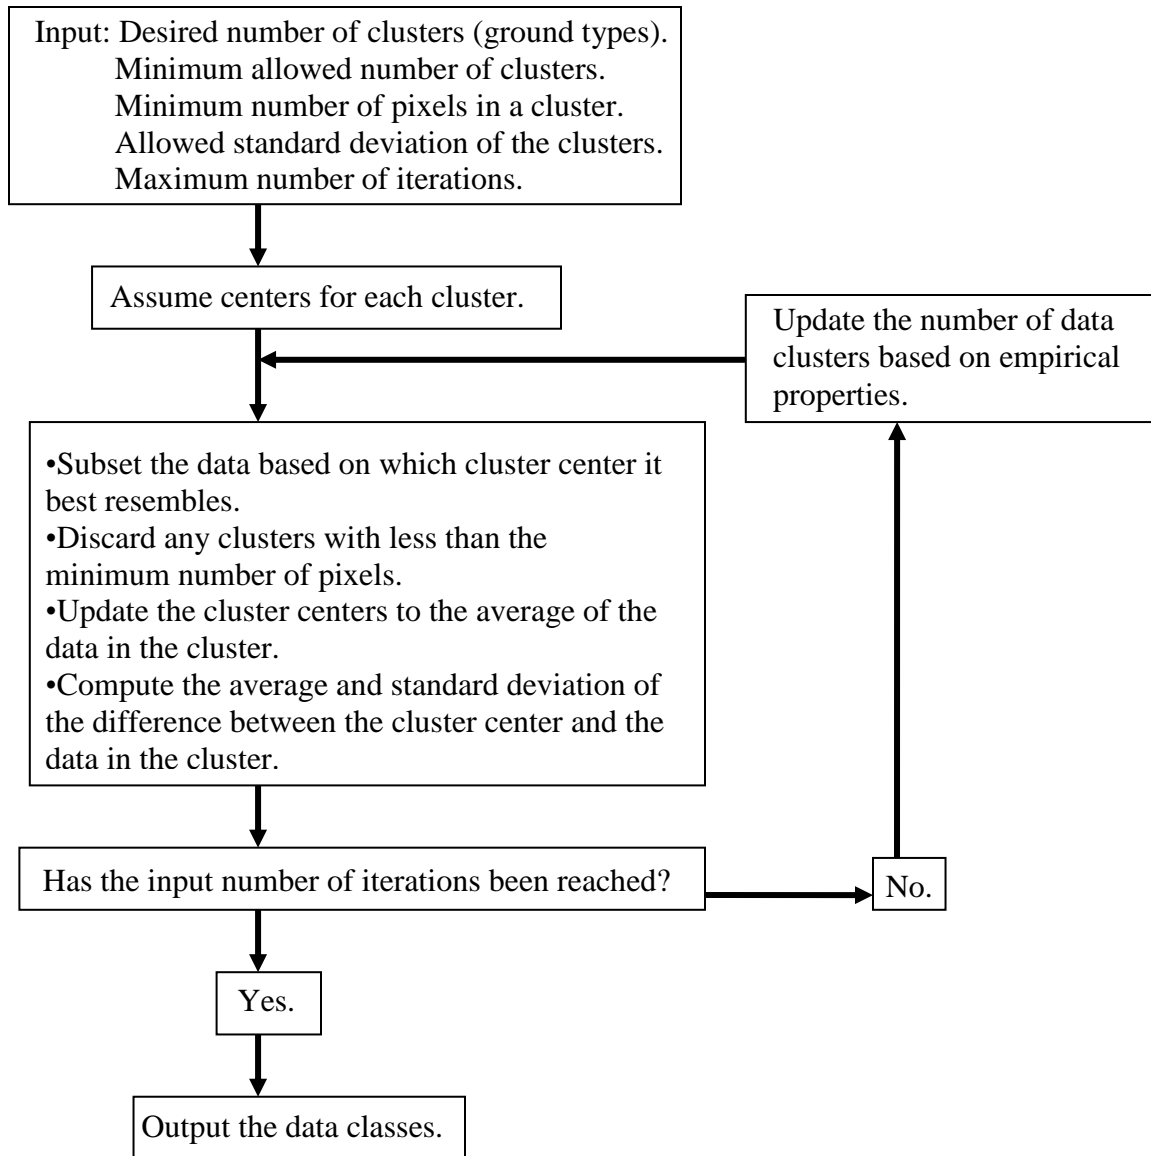 Input: Desired number of clusters (ground types).
Minimum allowed number of clusters.
Minimum number of pixels in a cluster.
Allowed standard deviation of the clusters.
Maximum number of iterations.
Assume centers for each cluster.
Update the number of data
clusters based on empirical
properties.
•Subset the data based on which cluster center it
best resembles.
•Discard any clusters with less than the
minimum number of pixels.
•Update the cluster centers to the average of the
data in the cluster.
•Compute the average and standard deviation of
the difference between the cluster center and the
data in the cluster.
Has the input number of iterations been reached?
No.
Yes.
Output the data classes.